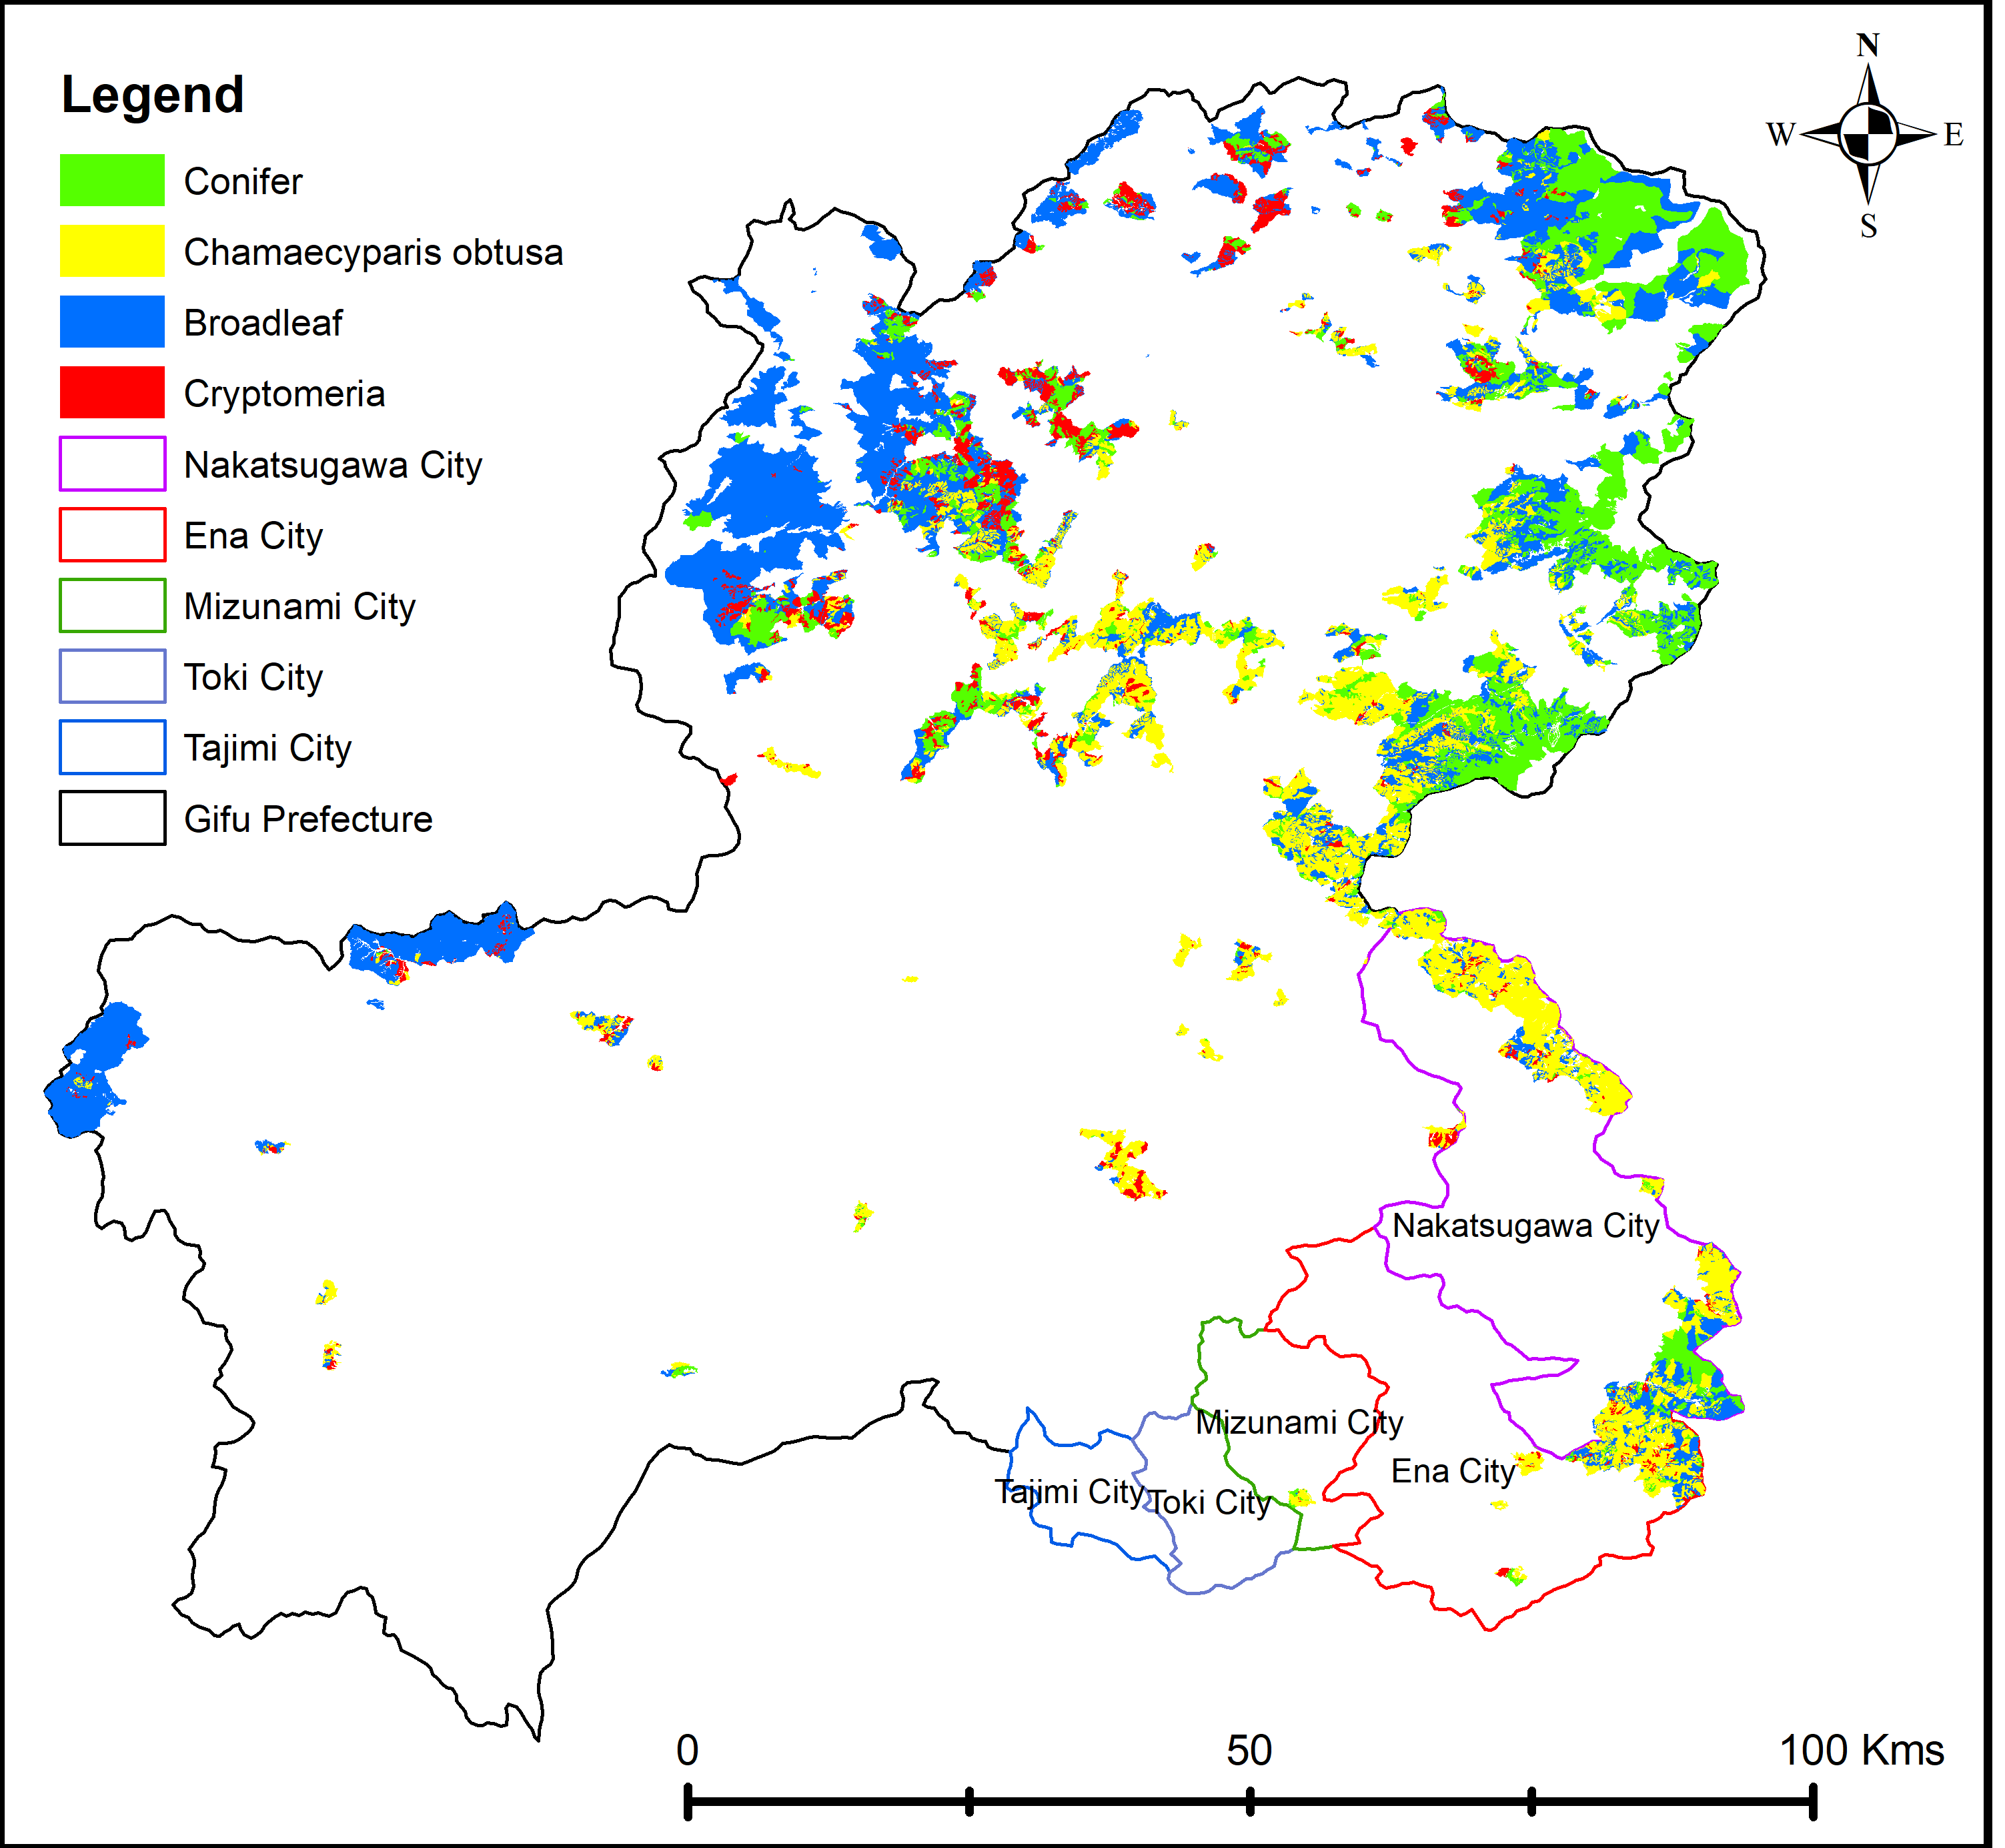 Legend
Conifer
Chamaecyparis obtusa
Broadleaf
Cryptomeria
Nakatsugawa City
Ena City
Mizunami City
Toki City
Tajimi City
Gifu Prefecture
N
W E
S
Nakatsugawa City
Mizunami City
Ena City
Tajimi City
Toki City
0 50 100 Kms